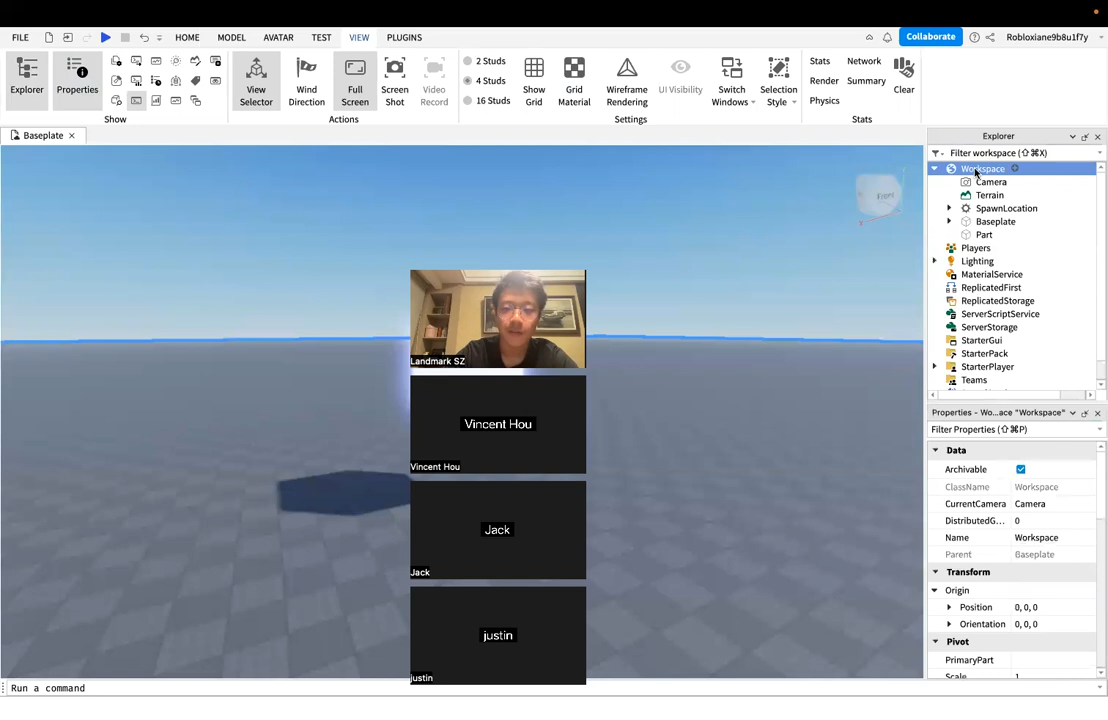 FILE HOME MODEL AVATAR TEST VIEW PLUGINS Collaborate Robloxiane9b8u1f7y
Explorer Properties
Show
View Selector Wind Direction Full Screen Screen Shot Video Record
Actions
2 Studs
4 Studs
16 Studs
Show Grid Grid Material Wireframe Rendering UI Visibility Switch Windows Selection Style
Settings
Stats Network
Render Summary
Physics
Clear
Stats
Baseplate
Front
x
Landmark SZ
Vincent Hou
Vincent Hou
Jack
Jack
justin
justin
Explorer
Filter workspace (⇧⌘X)
Workspace
Camera
Terrain
SpawnLocation
Baseplate
Part
Players
Lighting
MaterialService
ReplicatedFirst
ReplicatedStorage
ServerScriptService
ServerStorage
StarterGui
StarterPack
StarterPlayer
Teams
Properties - Wo...ace "Workspace"
Filter Properties (⇧⌘P)
Data
Archivable
ClassName Workspace
CurrentCamera Camera
DistributedG... 0
Name Workspace
Parent Baseplate
Transform
Origin
Position 0, 0, 0
Orientation 0, 0, 0
Pivot
PrimaryPart
Scale 1
Run a command